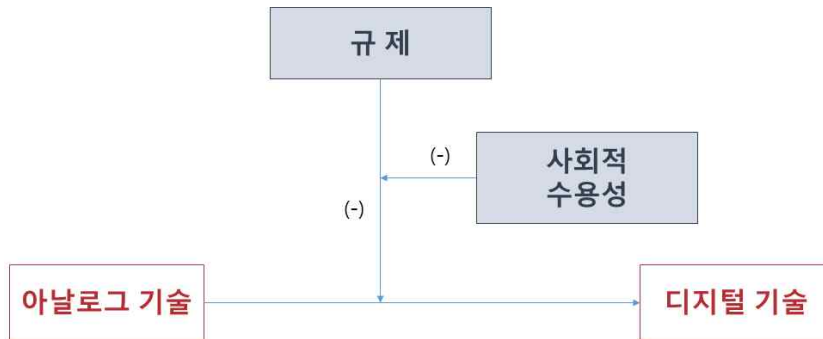 규 제
(-)
사회적
수용성
(-)
아날로그 기술
디지털 기술